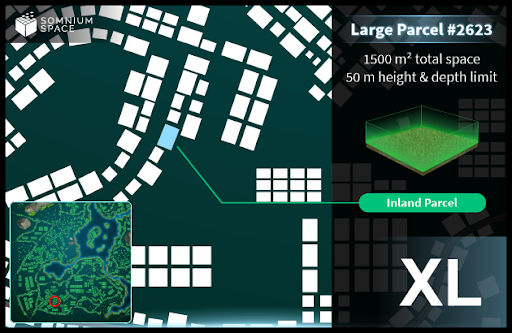 SOMNIUM
SPACE
Large Parcel #2623
1500 m² total space
50 m height & depth limit
Inland Parcel
XL